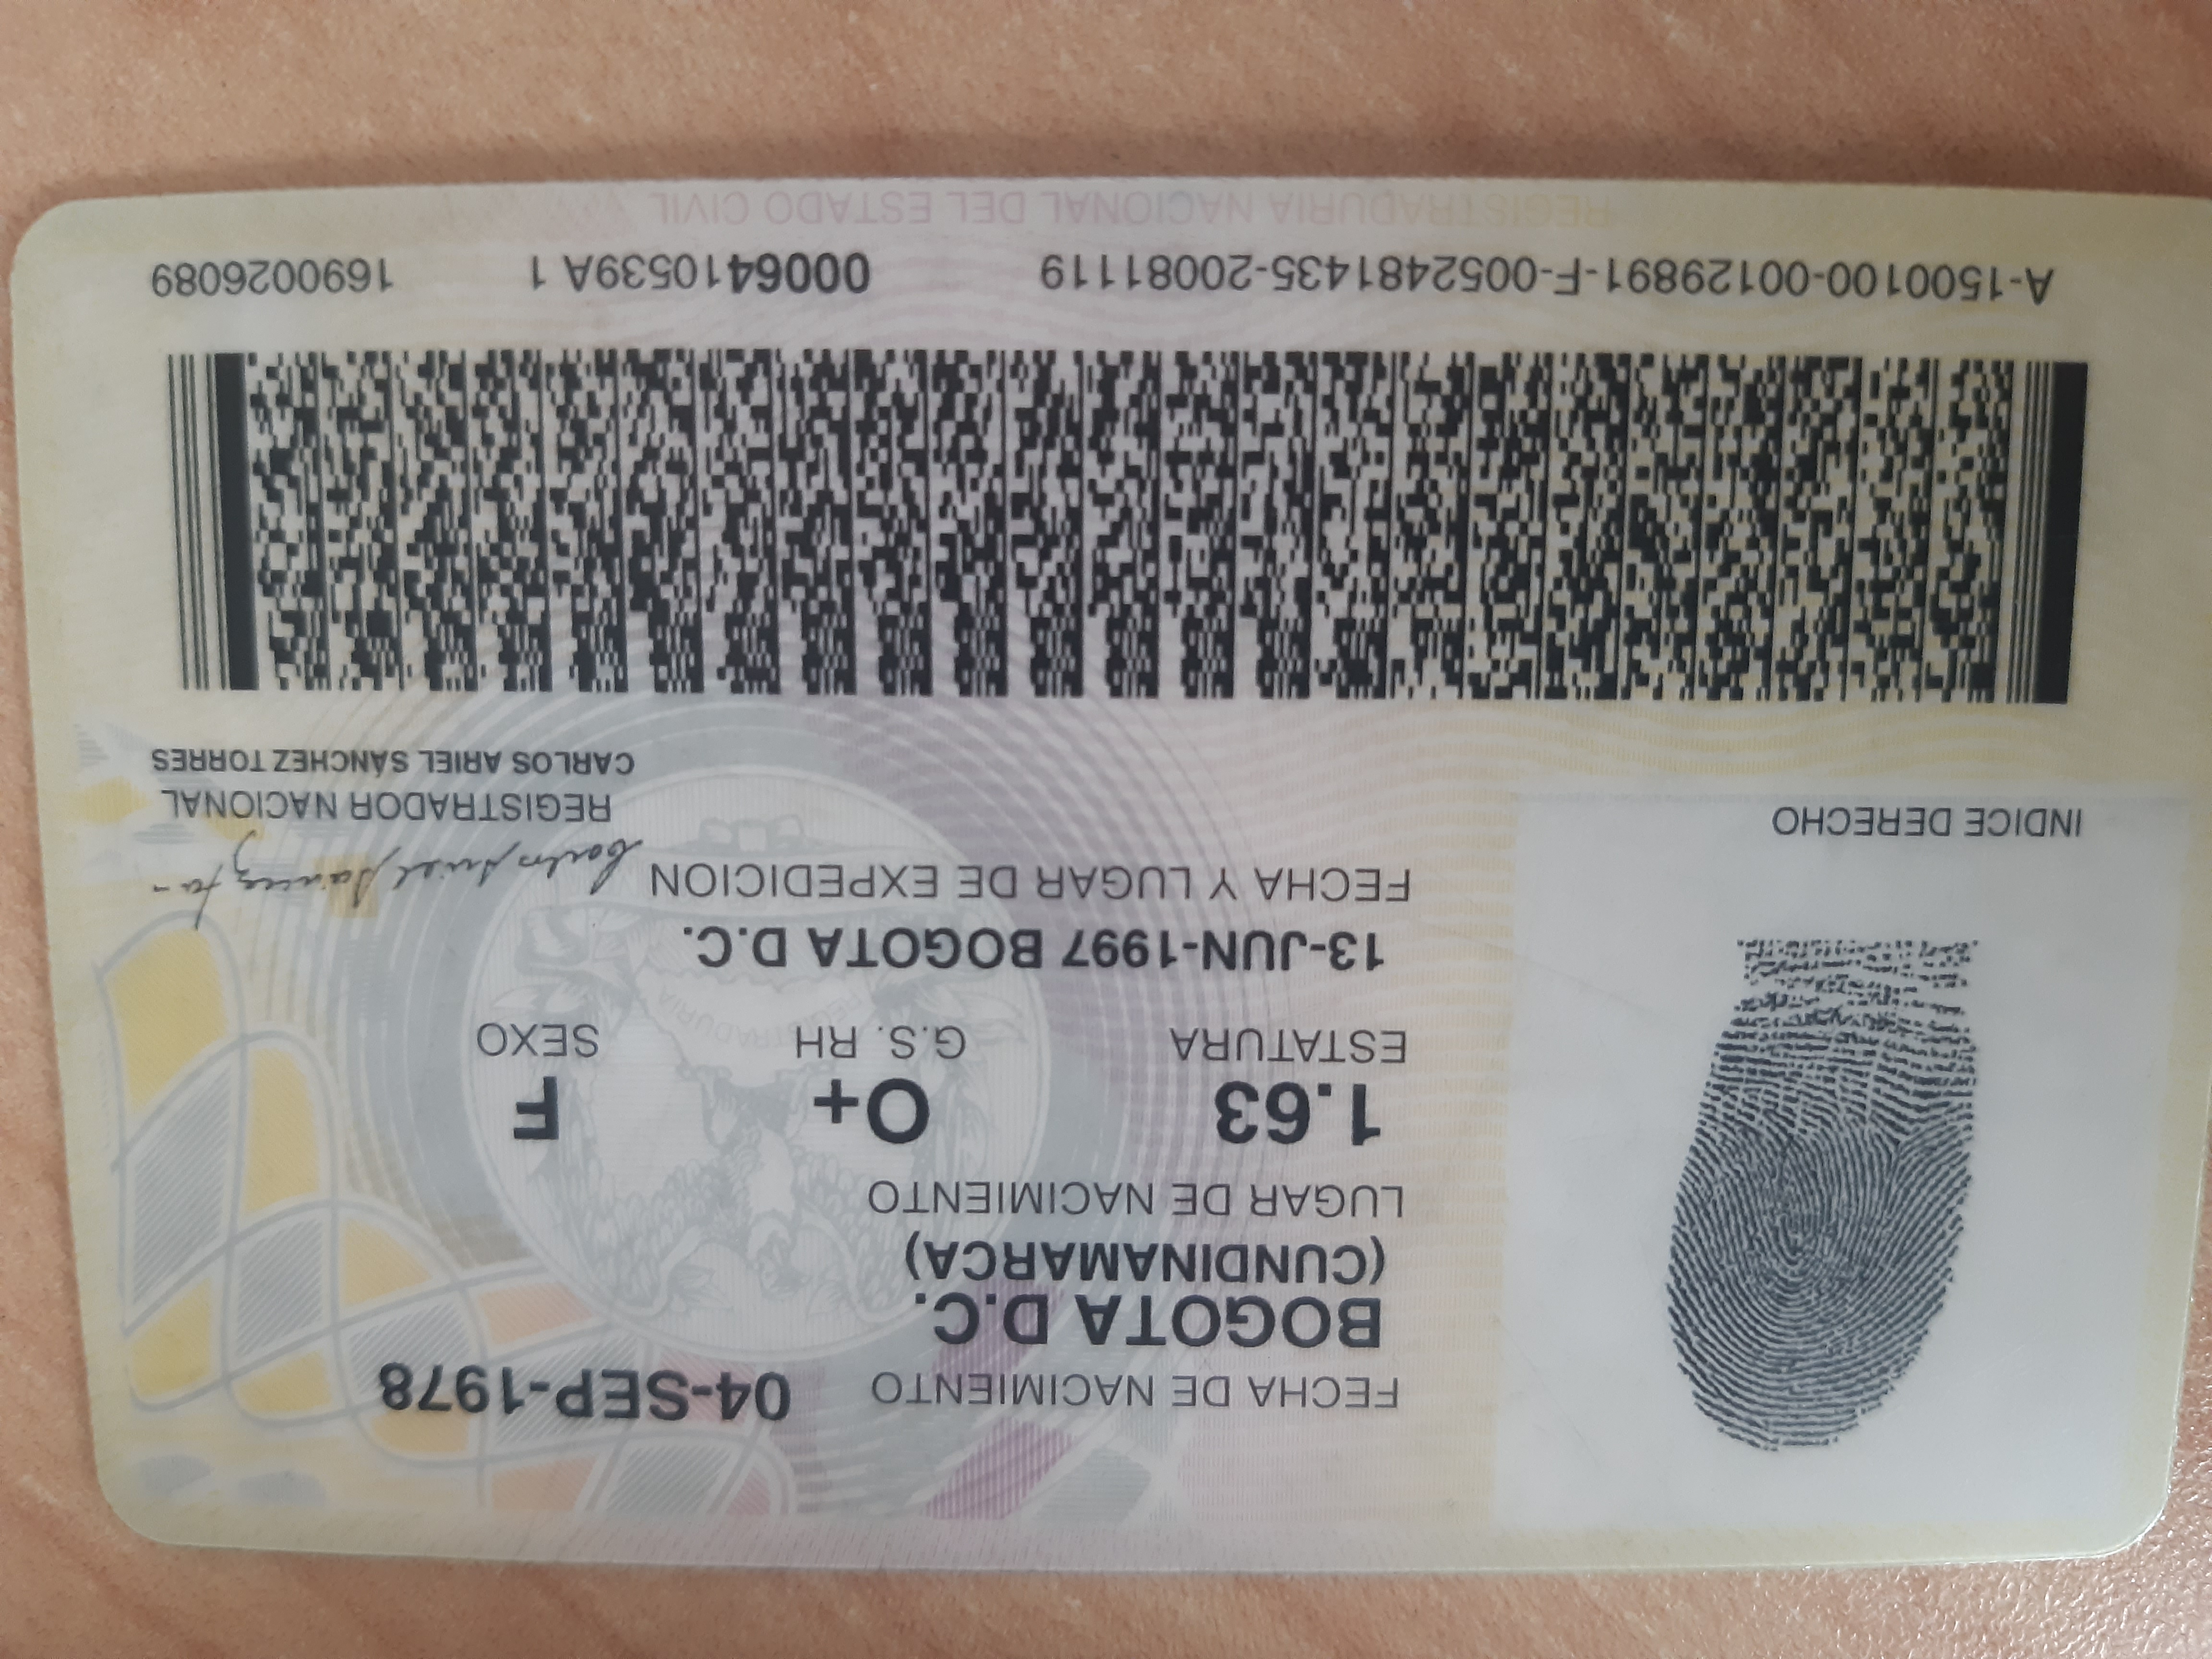 FECHA DE NACIMIENTO 04-SEP-1978
BOGOTA D.C.
(CUNDINAMARCA)
LUGAR DE NACIMIENTO
1.63 O+ F
ESTATURA G.S. RH SEXO
13-JUN-1997 BOGOTA D.C.
FECHA Y LUGAR DE EXPEDICION
INDICE DERECHO
REGISTRADOR NACIONAL
CARLOS ARIEL SÁNCHEZ TORRES
A-1500100-00129891-F-0052481435-20081119 0006410539A 1 1690026089
REGISTRADURIA NACIONAL DEL ESTADO CIVIL